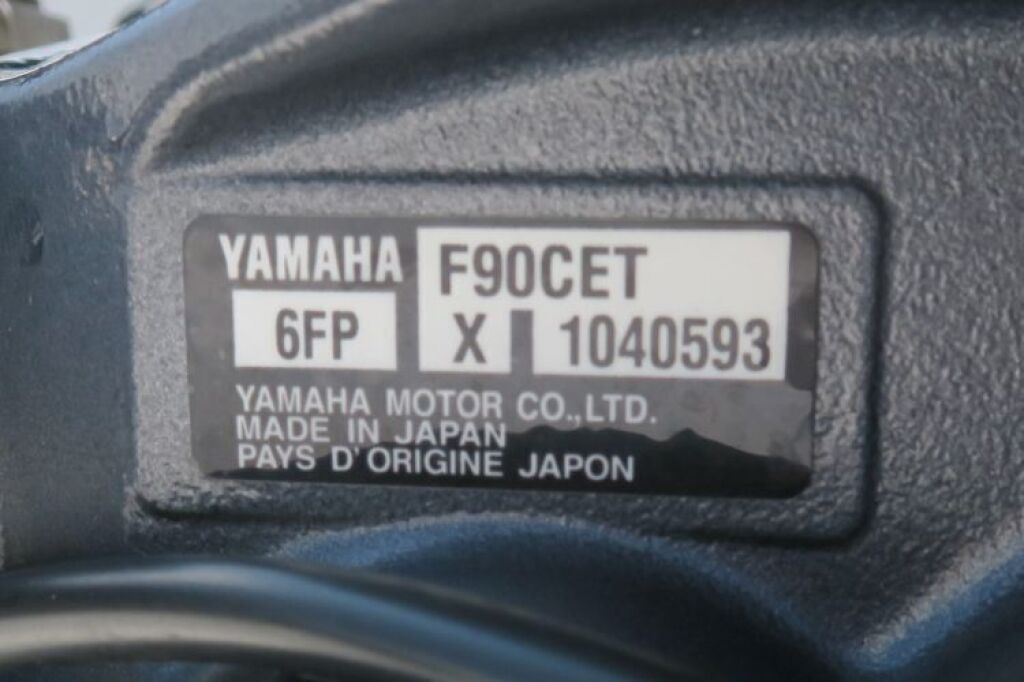 YAMAHA F90CET
6FP X 1040593
YAMAHA MOTOR CO.,LTD.
MADE IN JAPAN
PAYS D'ORIGINE JAPON